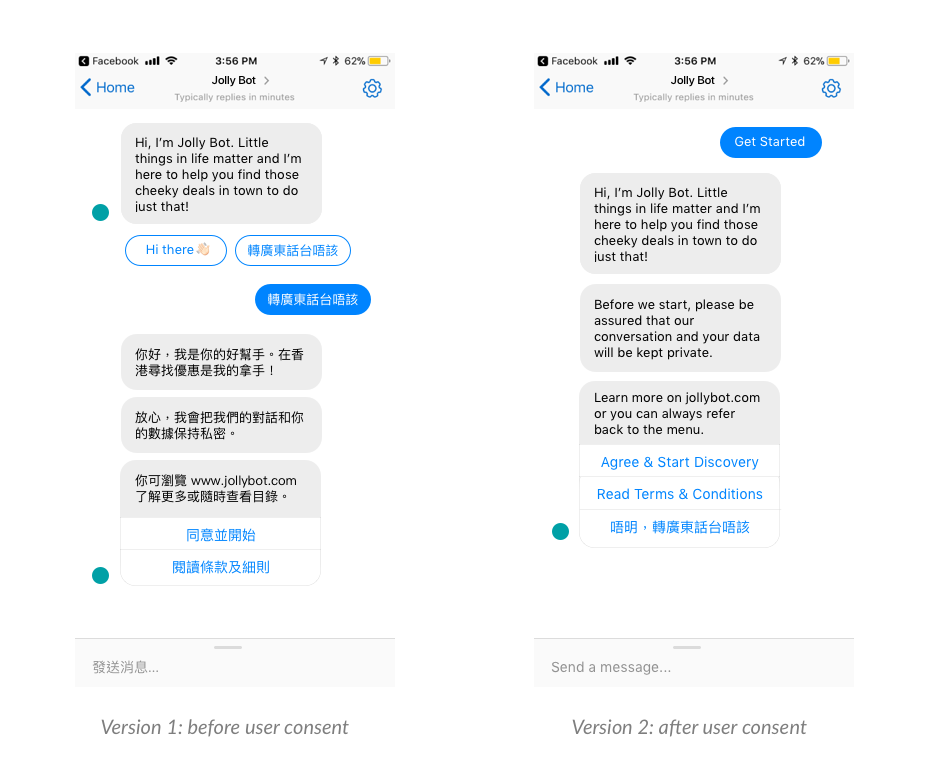 Facebook 3:56 PM 62%
Home Jolly Bot
Typically replies in minutes
Hi, I'm Jolly Bot. Little
things in life matter and I'm
here to help you find those
cheeky deals in town to do
just that!
Hi there👋🏻 轉廣東話台唔該
轉廣東話台唔該
你好，我是你的好幫手。在香
港尋找優惠是我的拿手！
放心，我會把我們的對話和你
的數據保持私密。
你可瀏覽 www.jollybot.com
了解更多或隨時查看目錄。
同意並開始
閱讀條款及細則
發送消息...
Version 1: before user consent
Facebook 3:56 PM 62%
Home Jolly Bot
Typically replies in minutes
Get Started
Hi, I'm Jolly Bot. Little
things in life matter and I'm
here to help you find those
cheeky deals in town to do
just that!
Before we start, please be
assured that our
conversation and your data
will be kept private.
Learn more on jollybot.com
or you can always refer
back to the menu.
Agree & Start Discovery
Read Terms & Conditions
唔明，轉廣東話台唔該
Send a message...
Version 2: after user consent